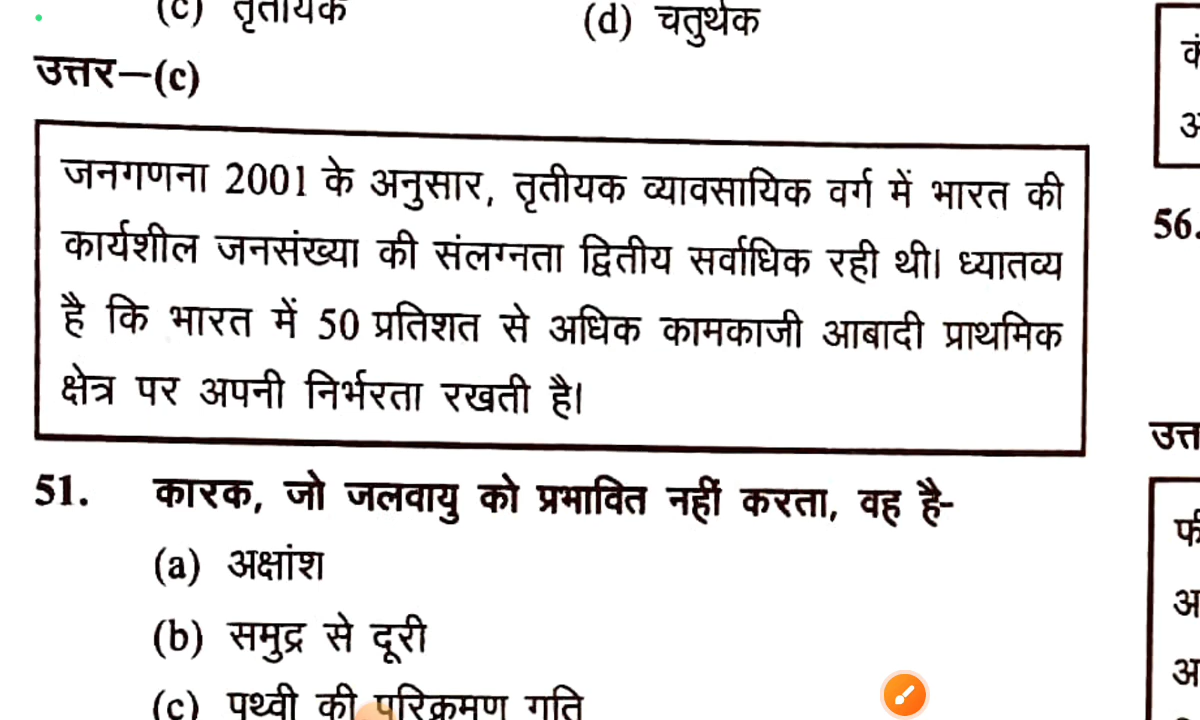 (c) तृतीयक (d) चतुर्थक
उत्तर—(c)
जनगणना 2001 के अनुसार, तृतीयक व्यावसायिक वर्ग में भारत की
कार्यशील जनसंख्या की संलग्नता द्वितीय सर्वाधिक रही थी। ध्यातव्य
है कि भारत में 50 प्रतिशत से अधिक कामकाजी आबादी प्राथमिक
क्षेत्र पर अपनी निर्भरता रखती है।
51. कारक, जो जलवायु को प्रभावित नहीं करता, वह है-
(a) अक्षांश
(b) समुद्र से दूरी
(c) पृथ्वी की परिक्रमण गति
56.